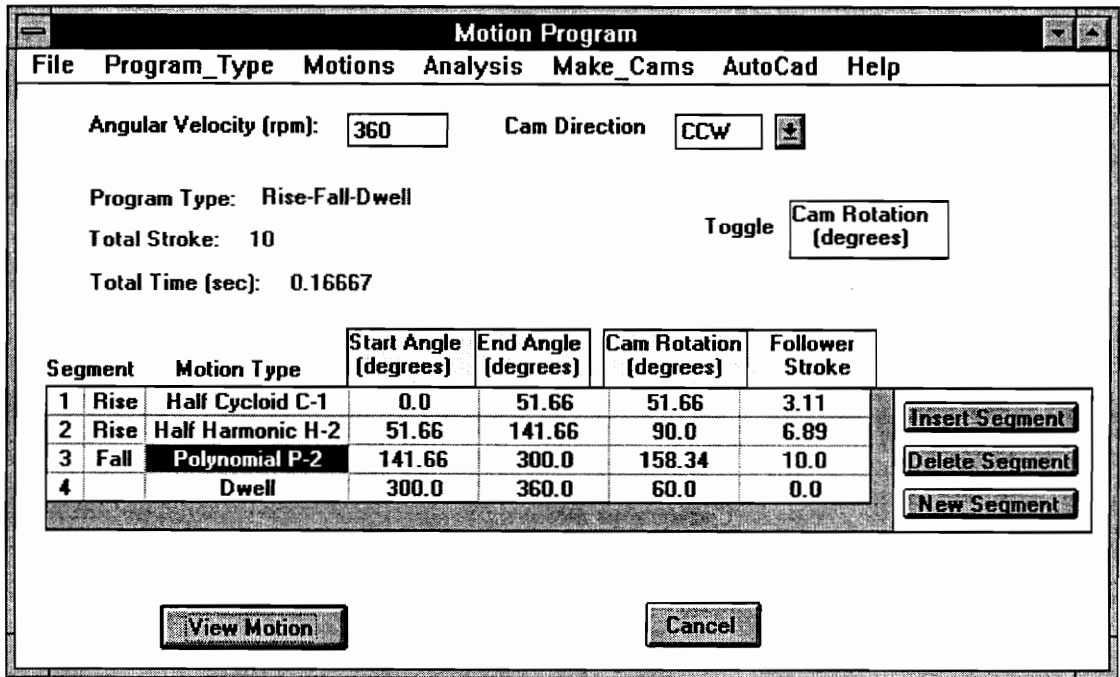 Motion Program
File Program_Type Motions Analysis Make_Cams AutoCad Help
Angular Velocity (rpm): 360 Cam Direction CCW
Program Type: Rise-Fall-Dwell
Total Stroke: 10
Total Time (sec): 0.16667
Toggle Cam Rotation (degrees)
Segment Motion Type Start Angle (degrees) End Angle (degrees) Cam Rotation (degrees) Follower Stroke
1 Rise Half Cycloid C-1 0.0 51.66 51.66 3.11
2 Rise Half Harmonic H-2 51.66 141.66 90.0 6.89
3 Fall Polynomial P-2 141.66 300.0 158.34 10.0
4 Dwell 300.0 360.0 60.0 0.0
Insert Segment
Delete Segment
New Segment
View Motion Cancel